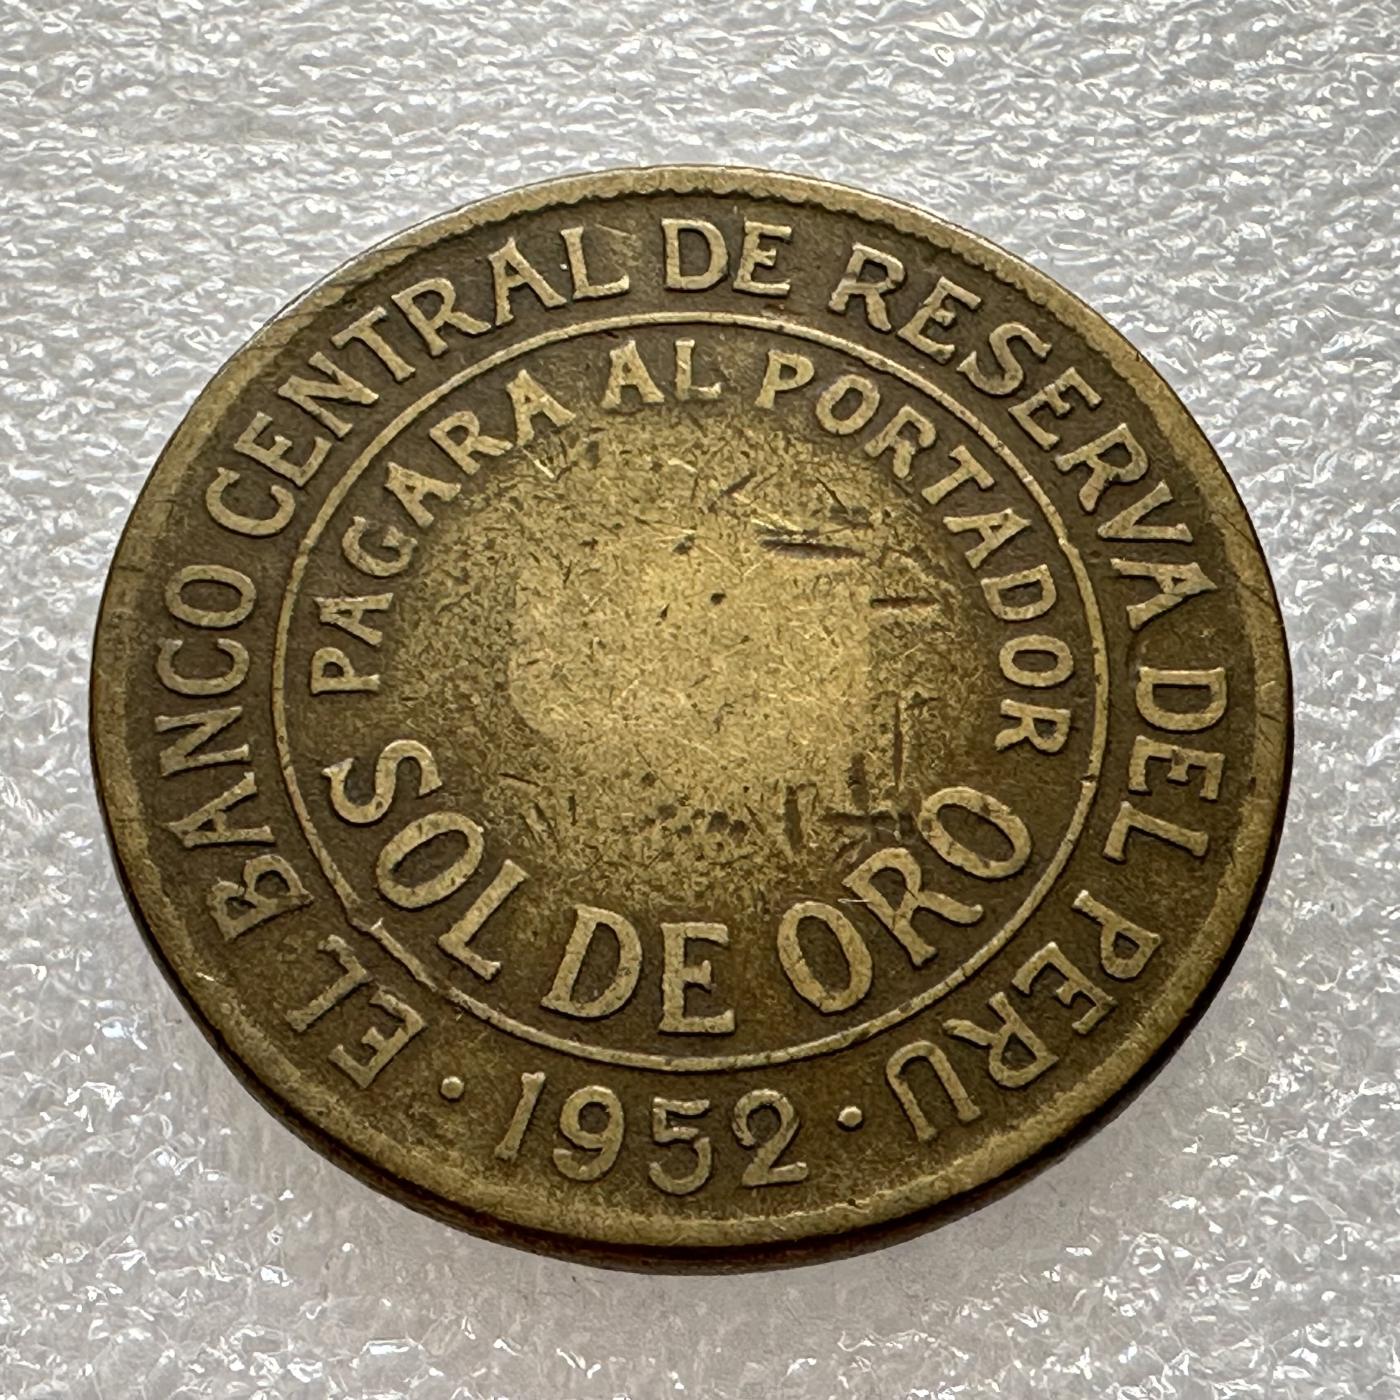 EL BANCO CENTRAL DE RESERVA DEL PERU
PAGARA AL PORTADOR
SOL DE ORO
· 1952 ·